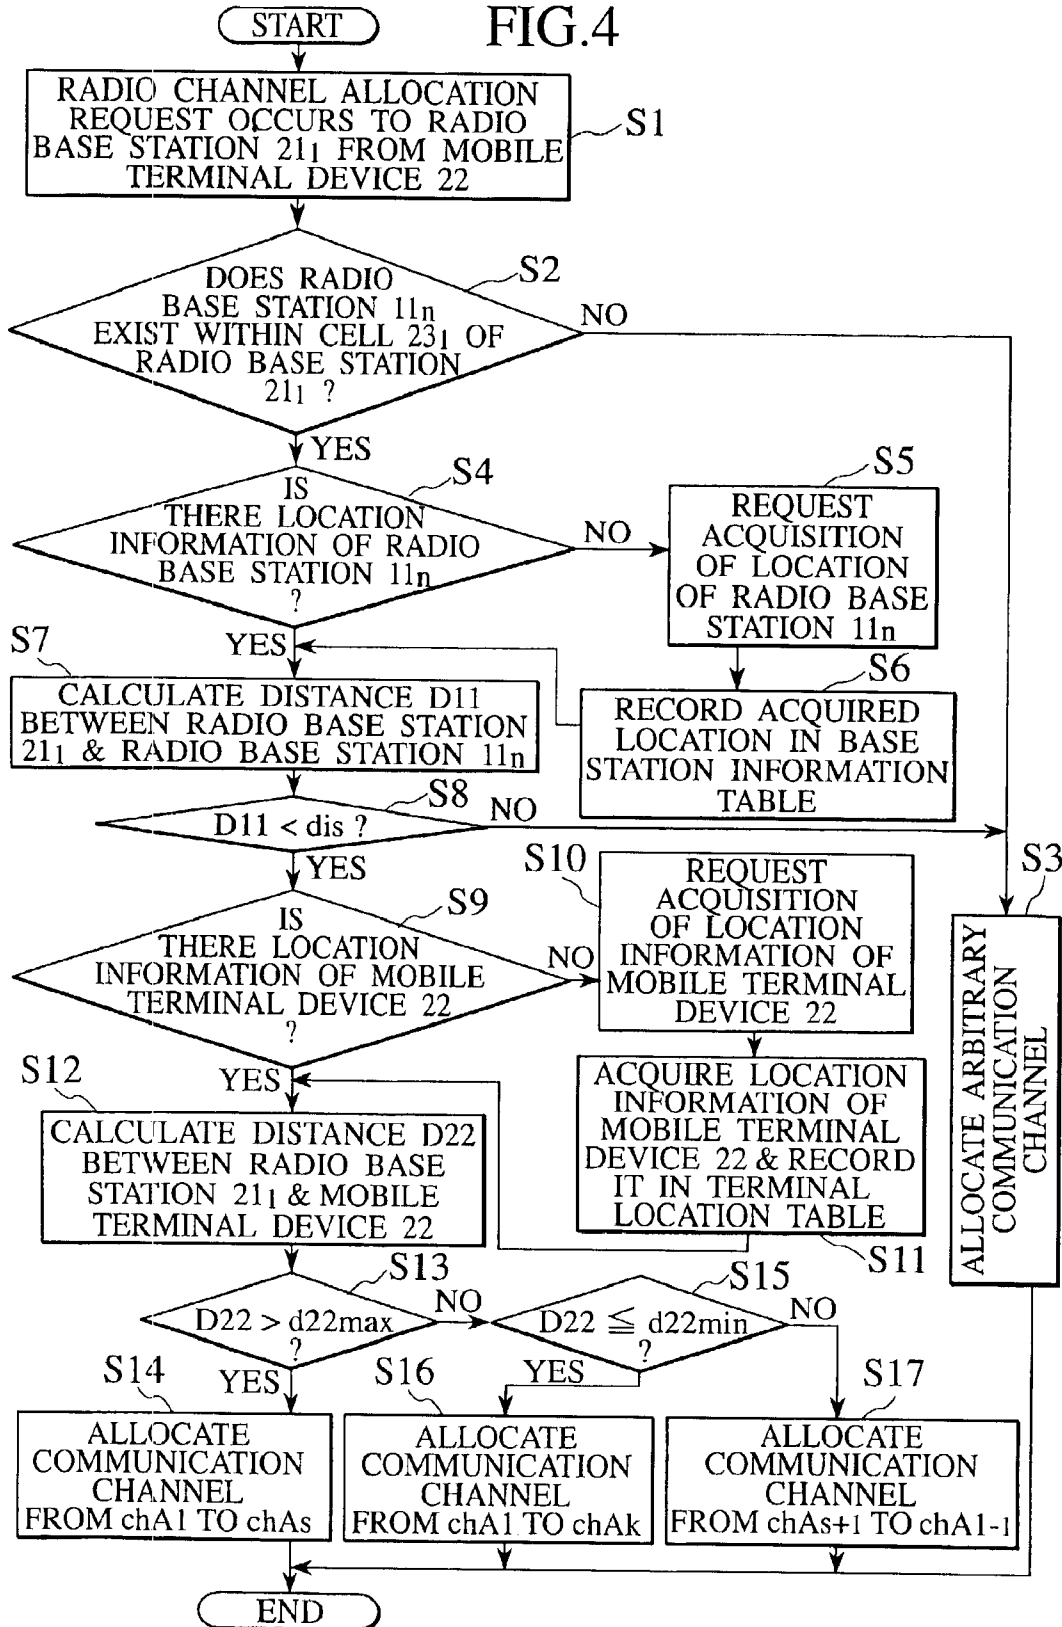 FIG.4
START
RADIO CHANNEL ALLOCATION
REQUEST OCCURS TO RADIO
BASE STATION 211 FROM MOBILE
TERMINAL DEVICE 22
S1
DOES RADIO
BASE STATION 11n
EXIST WITHIN CELL 231 OF
RADIO BASE STATION
211 ?
S2
NO
YES
IS
THERE LOCATION
INFORMATION OF RADIO
BASE STATION 11n
?
S4
NO
YES
S5
REQUEST
ACQUISITION
OF LOCATION
OF RADIO BASE
STATION 11n
S6
RECORD ACQUIRED
LOCATION IN BASE
STATION INFORMATION
TABLE
S7
CALCULATE DISTANCE D11
BETWEEN RADIO BASE STATION
211 & RADIO BASE STATION 11n
S8
D11 < dis ?
NO
YES
S3
ALLOCATE ARBITRARY
COMMUNICATION
CHANNEL
S9
IS
THERE LOCATION
INFORMATION OF MOBILE
TERMINAL DEVICE 22
?
NO
YES
S10
REQUEST
ACQUISITION
OF LOCATION
INFORMATION OF
MOBILE TERMINAL
DEVICE 22
ACQUIRE LOCATION
INFORMATION OF
MOBILE TERMINAL
DEVICE 22 & RECORD
IT IN TERMINAL
LOCATION TABLE
S11
S12
CALCULATE DISTANCE D22
BETWEEN RADIO BASE
STATION 211 & MOBILE
TERMINAL DEVICE 22
S13
D22 > d22max
?
NO
YES
S15
D22 ≦ d22min
?
NO
YES
S14
ALLOCATE
COMMUNICATION
CHANNEL
FROM chA1 TO chAs
S16
ALLOCATE
COMMUNICATION
CHANNEL
FROM chA1 TO chAk
S17
ALLOCATE
COMMUNICATION
CHANNEL
FROM chAs+1 TO chA1-1
END